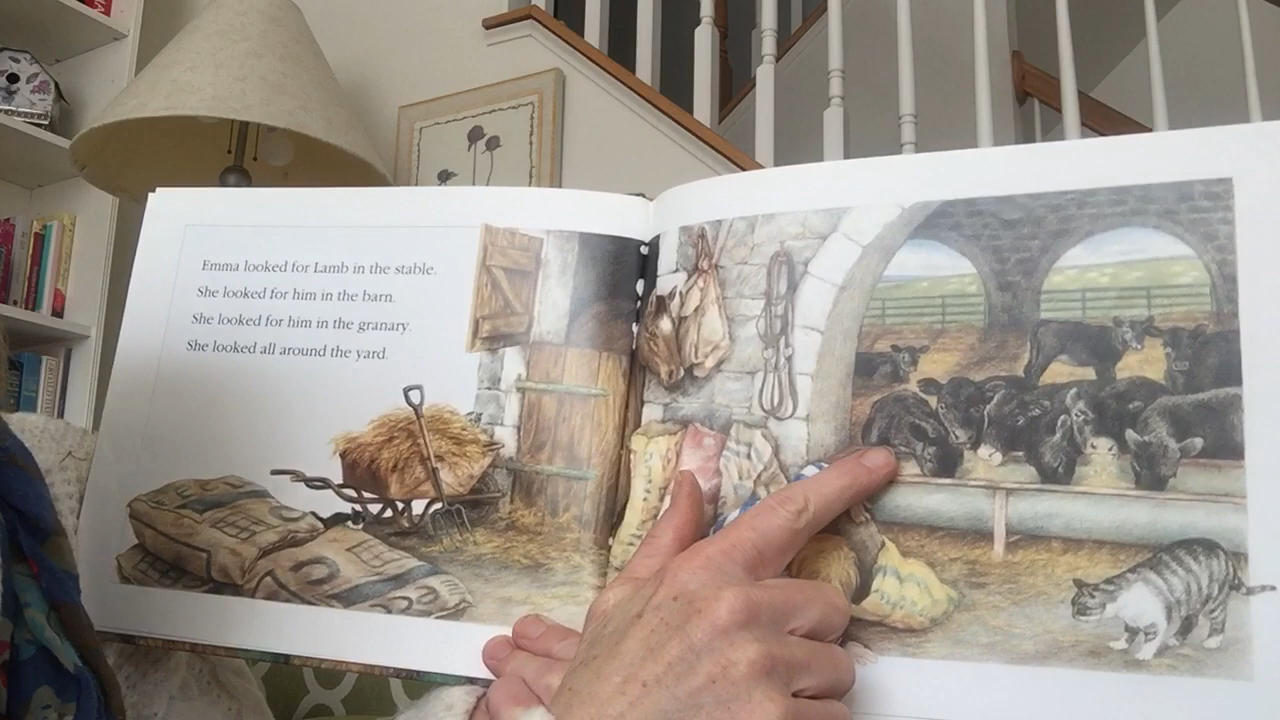 Emma looked for Lamb in the stable.
She looked for him in the barn.
She looked for him in the granary.
She looked all around the yard.